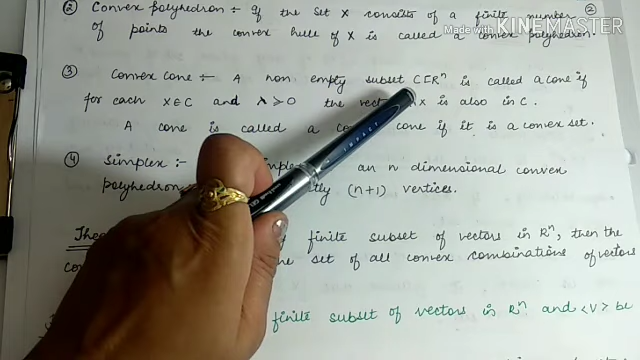 ② Convex Polyhedron :- If the set X consists of a finite number
of points the convex hull of X is called a convex polyhedron.
②
Made with KINEMASTER
③ Convex Cone :- A non empty subset C ⊆ Rⁿ is called a cone if
for each x∈C and λ⩾0 the x is also in C.
A cone is called a cone if it is a convex set.
④ Simplex :- an n dimensional convex
polyhedron (n+1) vertices.
finite subset of vectors in Rⁿ, then the
set of all convex combinations of vectors
finite subset of vectors in Rⁿ and <V> be
IMPACT